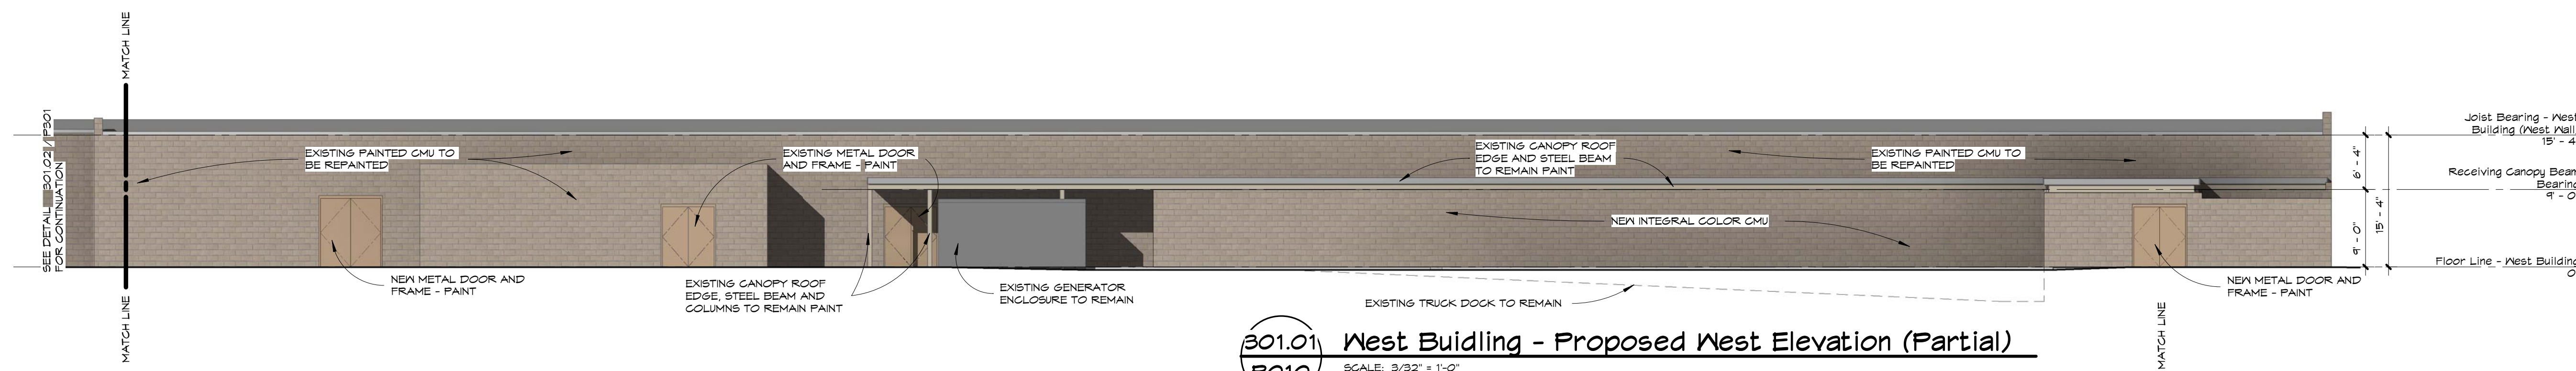 MATCH LINE
SEE DETAIL 301.02 / P301
FOR CONTINUATION
EXISTING PAINTED CMU TO
BE REPAINTED
EXISTING METAL DOOR
AND FRAME - PAINT
EXISTING CANOPY ROOF
EDGE AND STEEL BEAM
TO REMAIN PAINT
EXISTING PAINTED CMU TO
BE REPAINTED
NEW INTEGRAL COLOR CMU
6' - 4"
9' - 0"
15' - 4"
Joist Bearing - West
Building (West Wall
15' - 4
Receiving Canopy Beam
Bearing
9' - 0
Floor Line - West Building
0
NEW METAL DOOR AND
FRAME - PAINT
EXISTING CANOPY ROOF
EDGE, STEEL BEAM AND
COLUMNS TO REMAIN PAINT
EXISTING GENERATOR
ENCLOSURE TO REMAIN
EXISTING TRUCK DOCK TO REMAIN
NEW METAL DOOR AND
FRAME - PAINT
MATCH LINE
MATCH LINE
301.01
West Buidling - Proposed West Elevation (Partial)
SCALE: 3/32" = 1'-0"